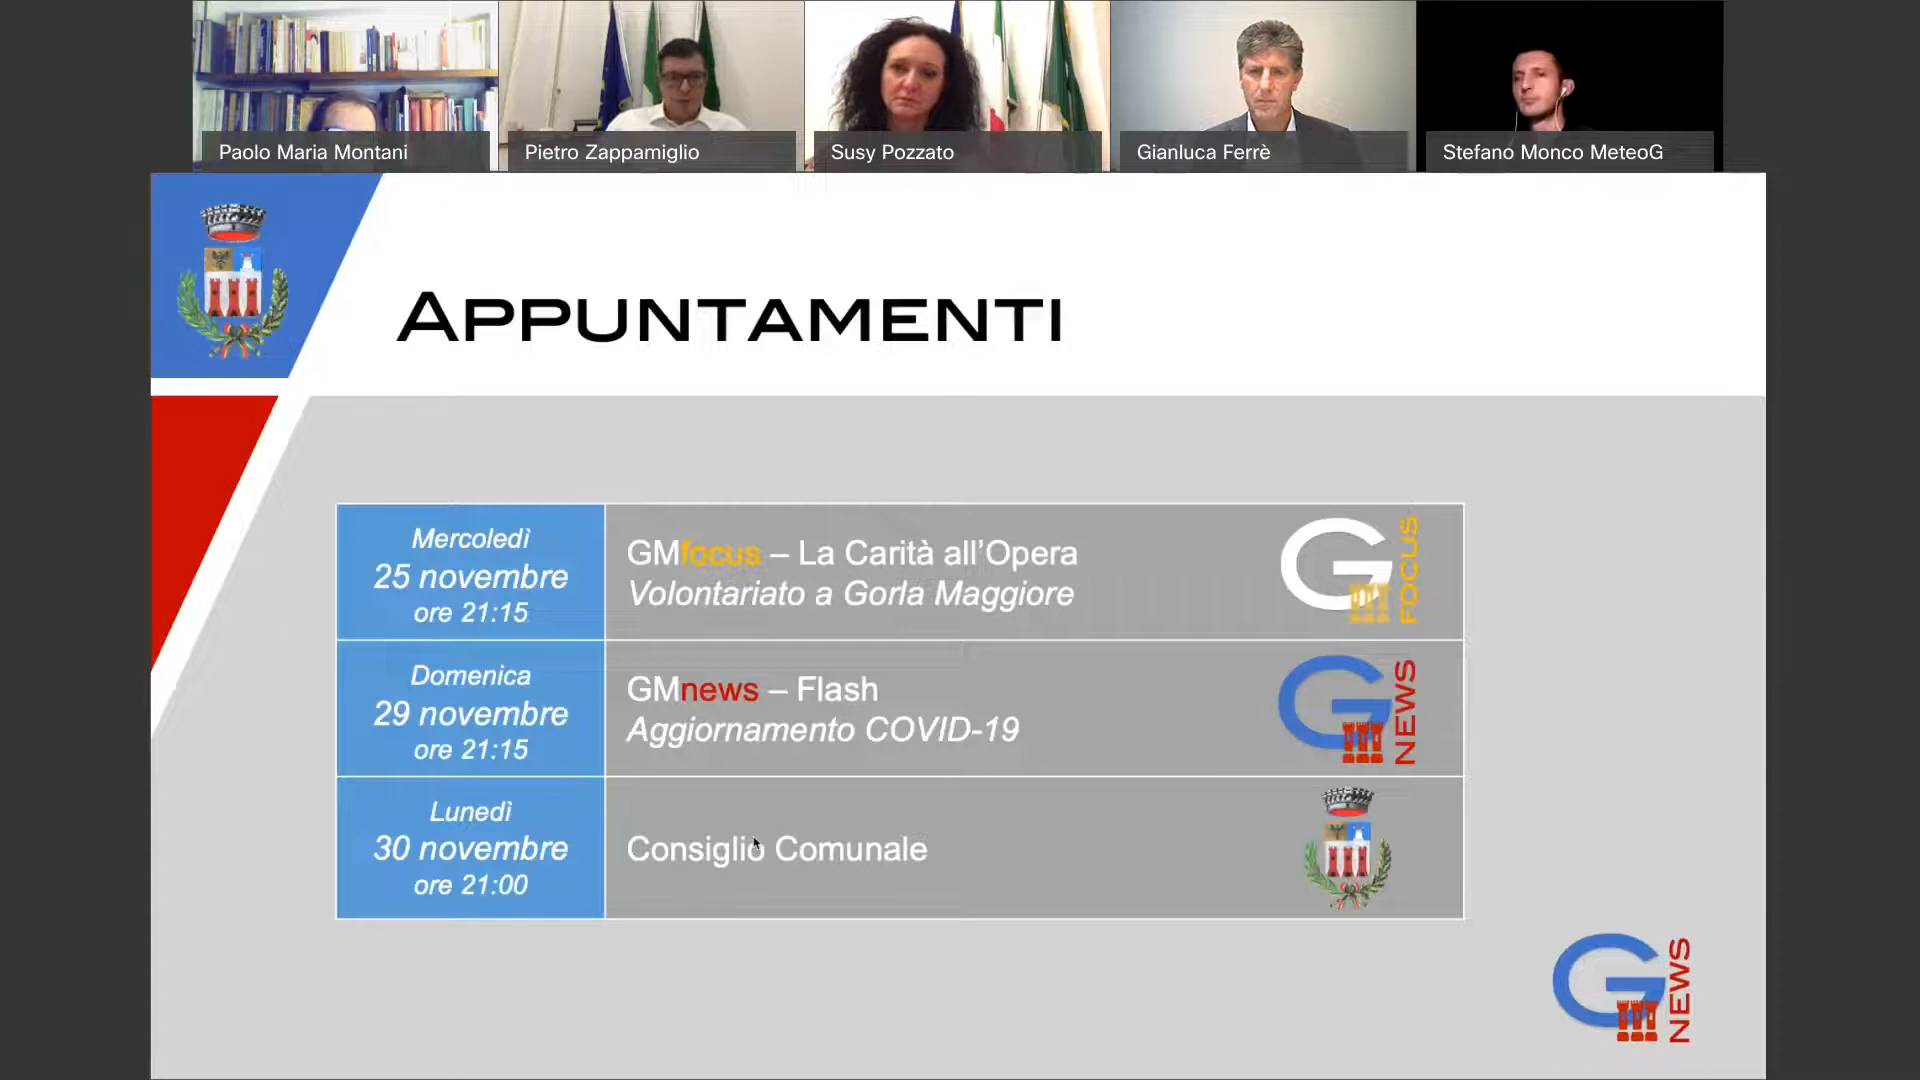 Paolo Maria Montani
Pietro Zappamiglio
Susy Pozzato
Gianluca Ferrè
Stefano Monco MeteoG
APPUNTAMENTI
Mercoledì
25 novembre
ore 21:15
GMfocus – La Carità all’Opera
Volontariato a Gorla Maggiore
G FOCUS
Domenica
29 novembre
ore 21:15
GMnews – Flash
Aggiornamento COVID-19
G NEWS
Lunedì
30 novembre
ore 21:00
Consiglio Comunale
G NEWS